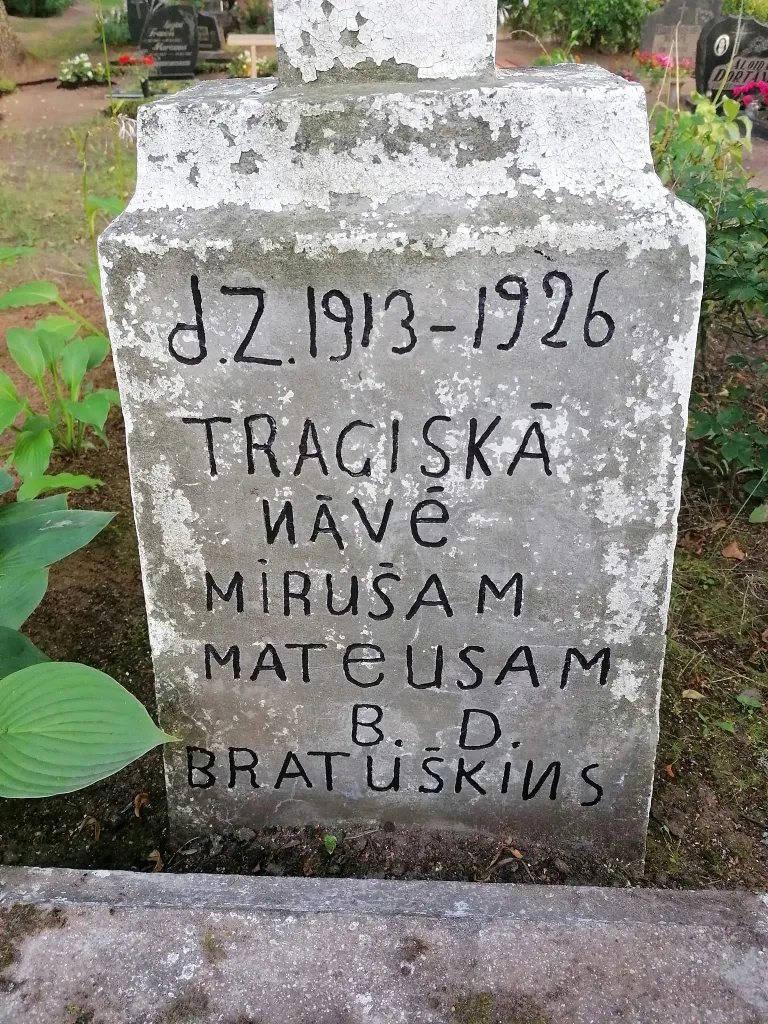 d.Z. 1913-1926
TRAGISKĀ
NĀVĒ
MIRUŠAM
MATEUSAM
B. D.
BRATUŠKINS